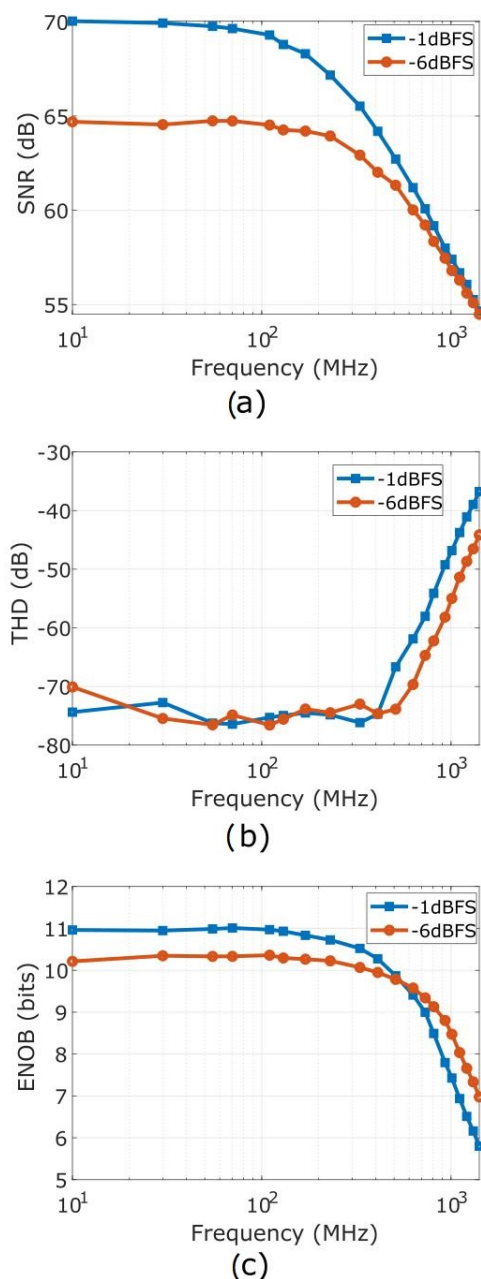 70
65
60
55
SNR (dB)
-1dBFS
-6dBFS
10¹
10²
10³
Frequency (MHz)
(a)
-30
-40
-50
-60
-70
-80
THD (dB)
-1dBFS
-6dBFS
10¹
10²
10³
Frequency (MHz)
(b)
12
11
10
9
8
7
6
5
ENOB (bits)
-1dBFS
-6dBFS
10¹
10²
10³
Frequency (MHz)
(c)